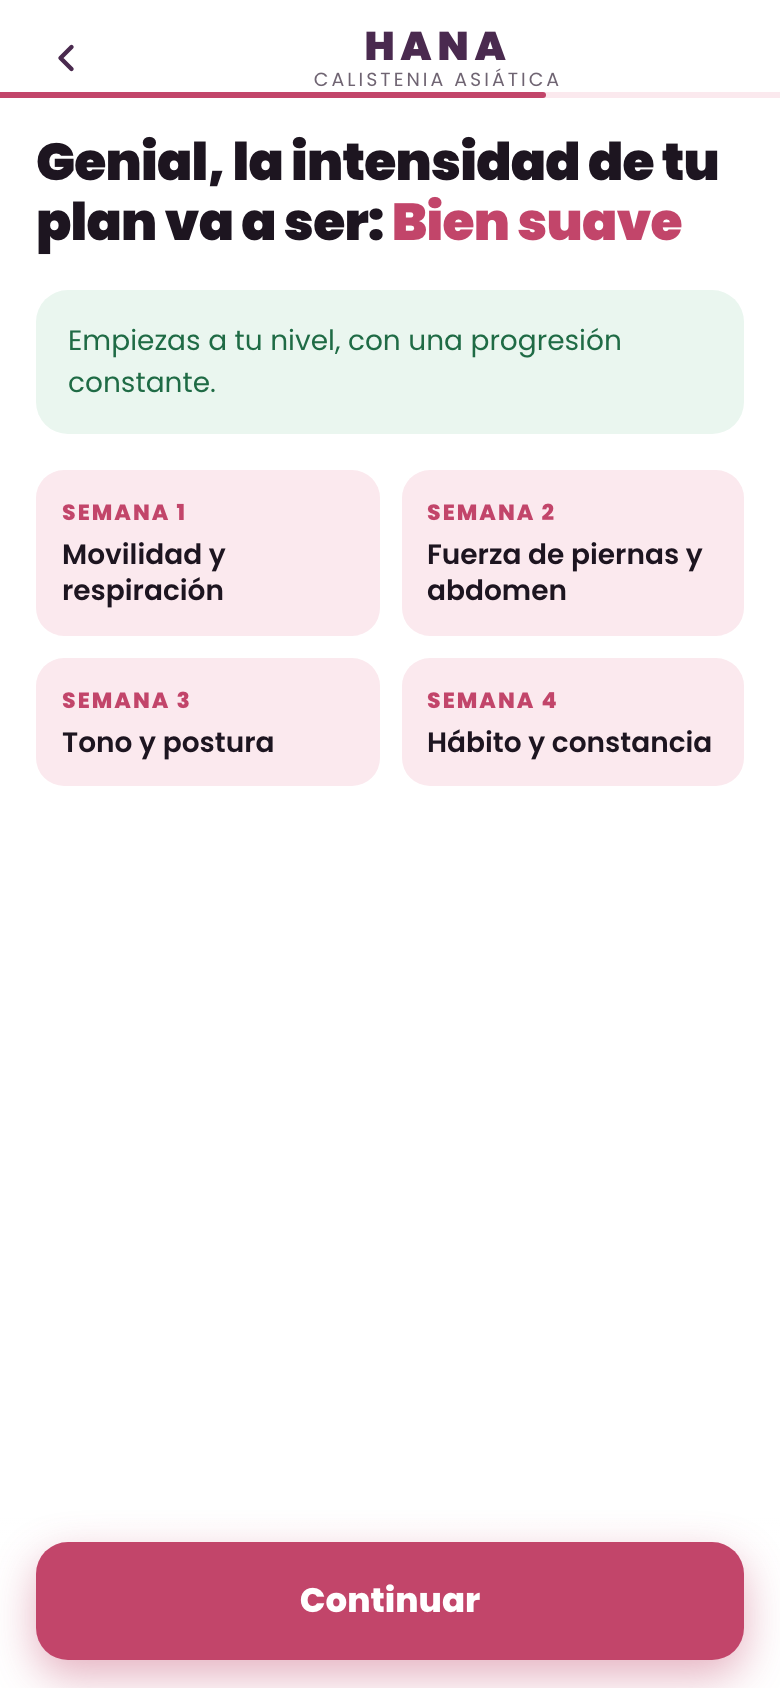 HANA
CALISTENIA ASIÁTICA
Genial, la intensidad de tu
plan va a ser: Bien suave
Empiezas a tu nivel, con una progresión
constante.
SEMANA 1
Movilidad y
respiración
SEMANA 2
Fuerza de piernas y
abdomen
SEMANA 3
Tono y postura
SEMANA 4
Hábito y constancia
Continuar